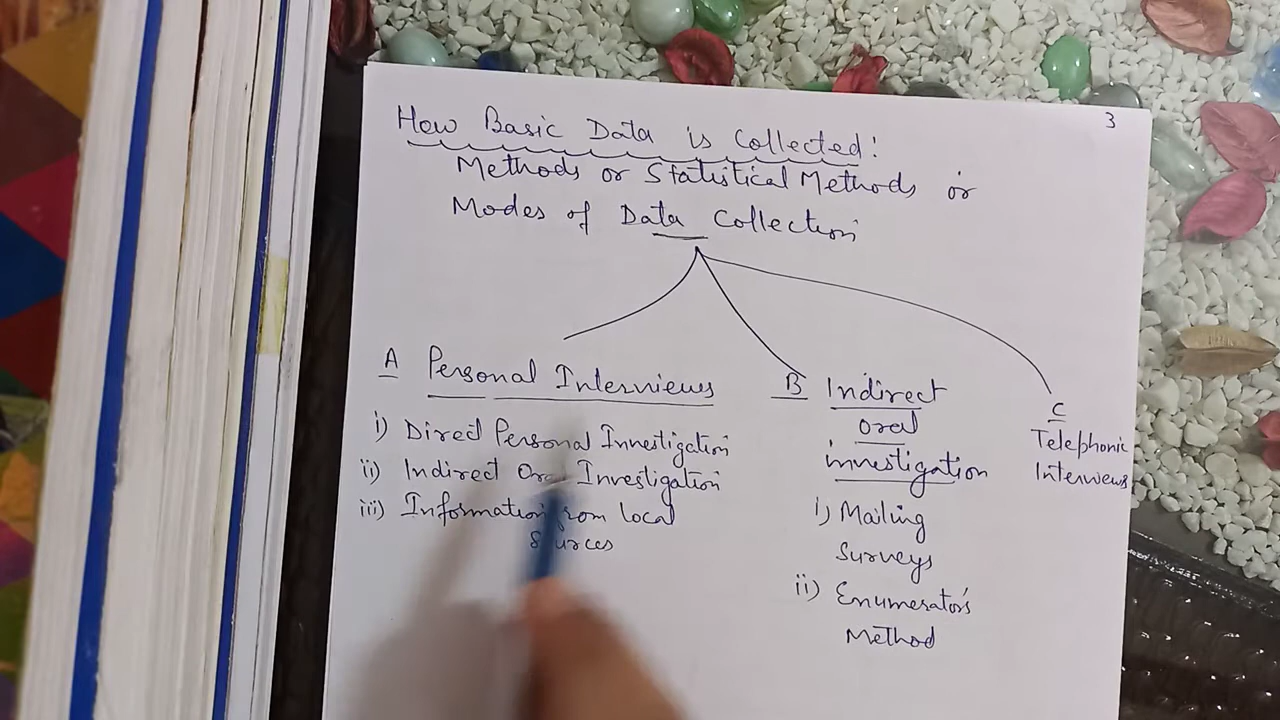 3
How Basic Data is Collected:
Methods or Statistical Methods or
Modes of Data Collection
A Personal Interviews
i) Direct Personal Investigation
ii) Indirect Investigation
iii) Information from local
Sources
B Indirect
oral
investigation
i) Mailing
Surveys
ii) Enumerator's
Method
C
Telephonic
Interviews